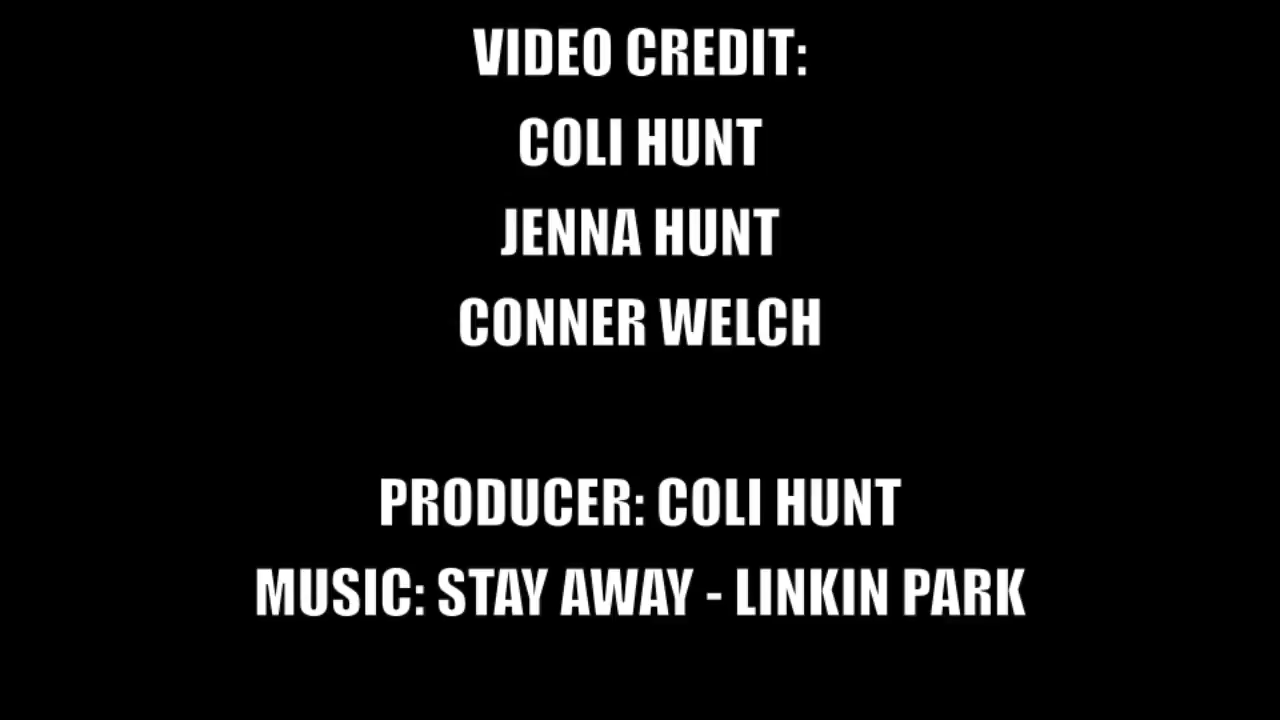 VIDEO CREDIT:
COLI HUNT
JENNA HUNT
CONNER WELCH
PRODUCER: COLI HUNT
MUSIC: STAY AWAY - LINKIN PARK